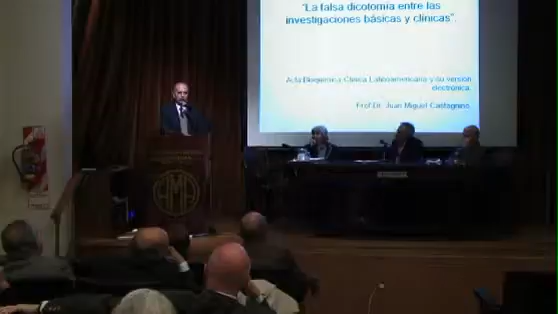 "La falsa dicotomía entre las
investigaciones básicas y clínicas".
Acta Bioquímica Clínica Latinoamericana y su versión
electrónica.
Prof Dr. Juan Miguel Castagnino
AMA